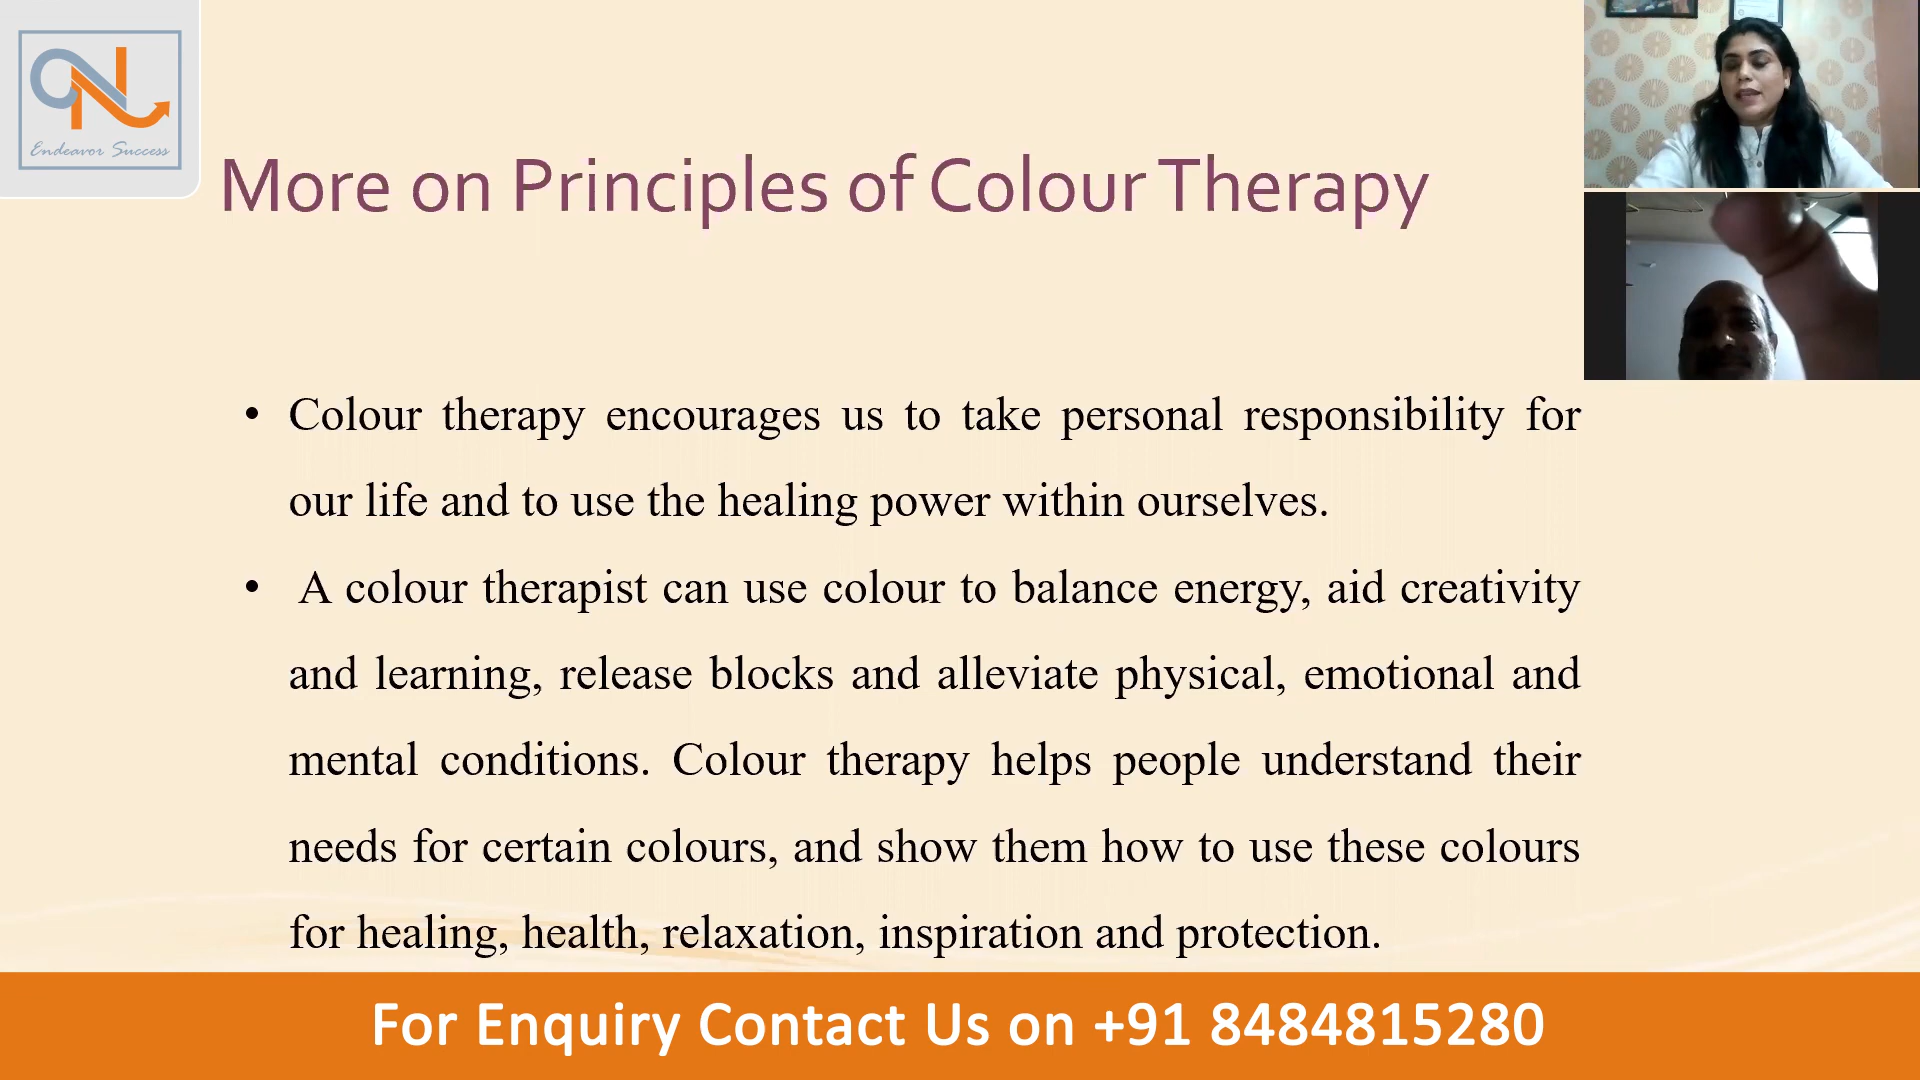 Endeavor Success
More on Principles of Colour Therapy
• Colour therapy encourages us to take personal responsibility for
our life and to use the healing power within ourselves.
• A colour therapist can use colour to balance energy, aid creativity
and learning, release blocks and alleviate physical, emotional and
mental conditions. Colour therapy helps people understand their
needs for certain colours, and show them how to use these colours
for healing, health, relaxation, inspiration and protection.
For Enquiry Contact Us on +91 8484815280